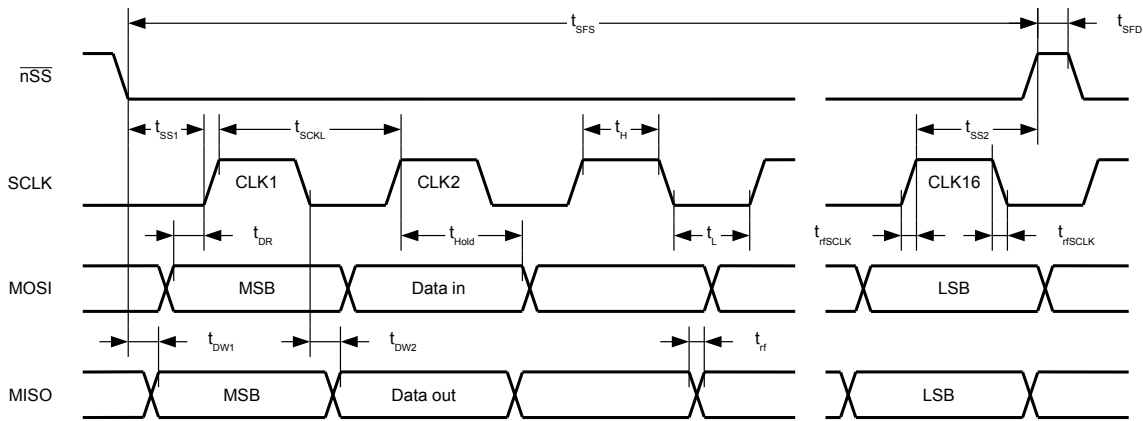 tSFS
tSFD
nSS
tSS1
tSCKL
tH
tSS2
SCLK
CLK1
CLK2
CLK16
tDR
tHold
tL
trfSCLK
trfSCLK
MOSI
MSB
Data in
LSB
tDW1
tDW2
trf
MISO
MSB
Data out
LSB